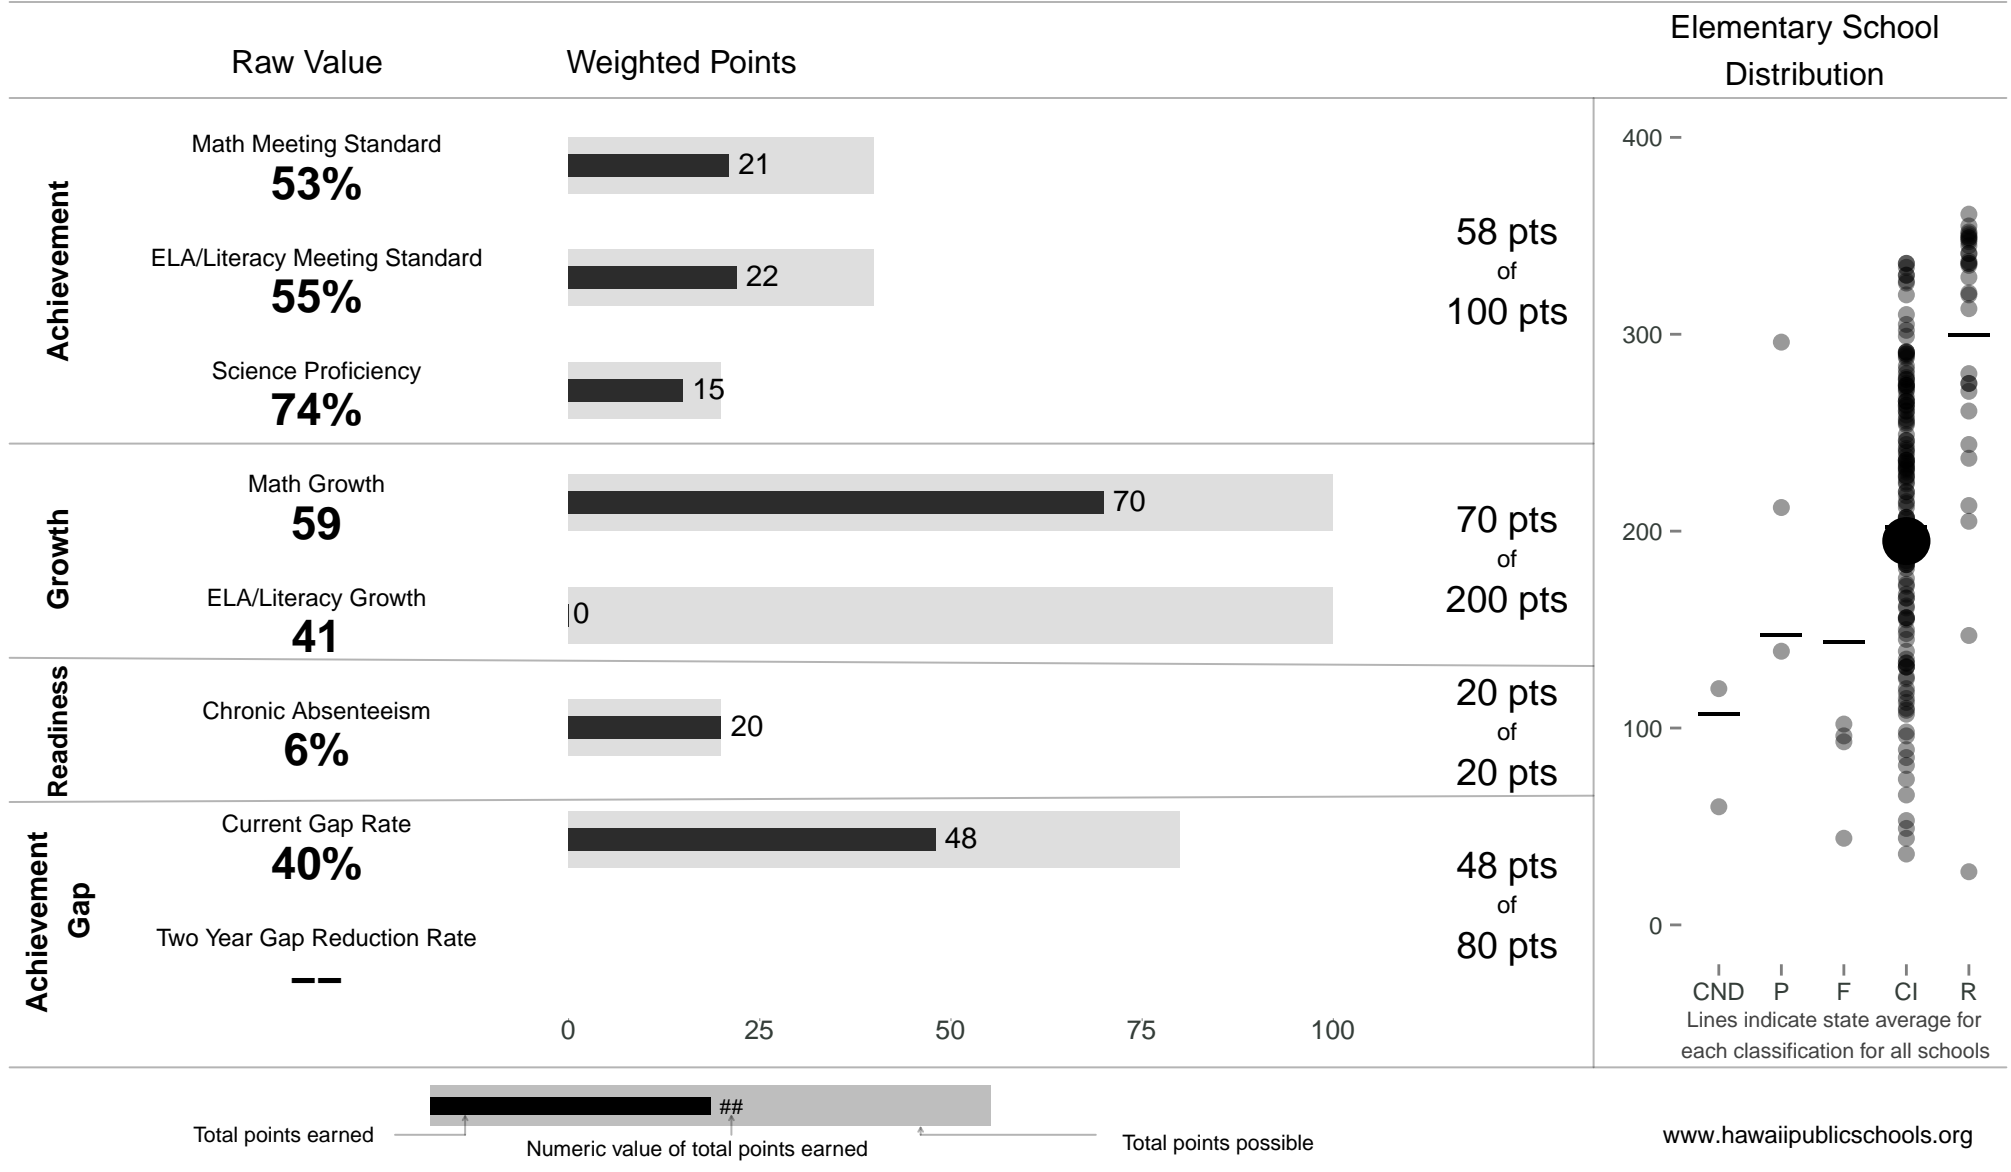 Raw Value
Weighted Points
Elementary School
Distribution
Achievement
Math Meeting Standard
53%
21
ELA/Literacy Meeting Standard
55%
22
Science Proficiency
74%
15
58 pts
of
100 pts
Growth
Math Growth
59
70
ELA/Literacy Growth
41
0
70 pts
of
200 pts
Readiness
Chronic Absenteeism
6%
20
20 pts
of
20 pts
Achievement
Gap
Current Gap Rate
40%
48
Two Year Gap Reduction Rate
−−
48 pts
of
80 pts
0 25 50 75 100
400
300
200
100
0
CND P F CI R
Lines indicate state average for
each classification for all schools
##
Total points earned
Numeric value of total points earned
Total points possible
www.hawaiipublicschools.org